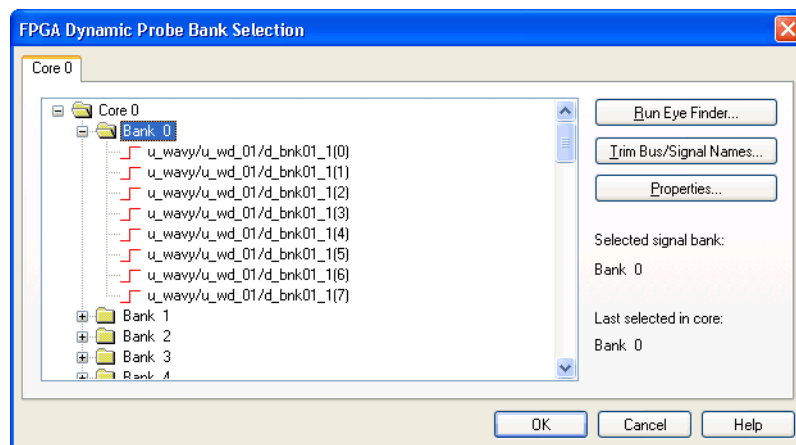 FPGA Dynamic Probe Bank Selection
Core 0
Core 0
Bank 0
u_wavy/u_wd_01/d_bnk01_1(0)
u_wavy/u_wd_01/d_bnk01_1(1)
u_wavy/u_wd_01/d_bnk01_1(2)
u_wavy/u_wd_01/d_bnk01_1(3)
u_wavy/u_wd_01/d_bnk01_1(4)
u_wavy/u_wd_01/d_bnk01_1(5)
u_wavy/u_wd_01/d_bnk01_1(6)
u_wavy/u_wd_01/d_bnk01_1(7)
Bank 1
Bank 2
Bank 3
Bank 4
Run Eye Finder...
Trim Bus/Signal Names...
Properties...
Selected signal bank:
Bank 0
Last selected in core:
Bank 0
OK Cancel Help